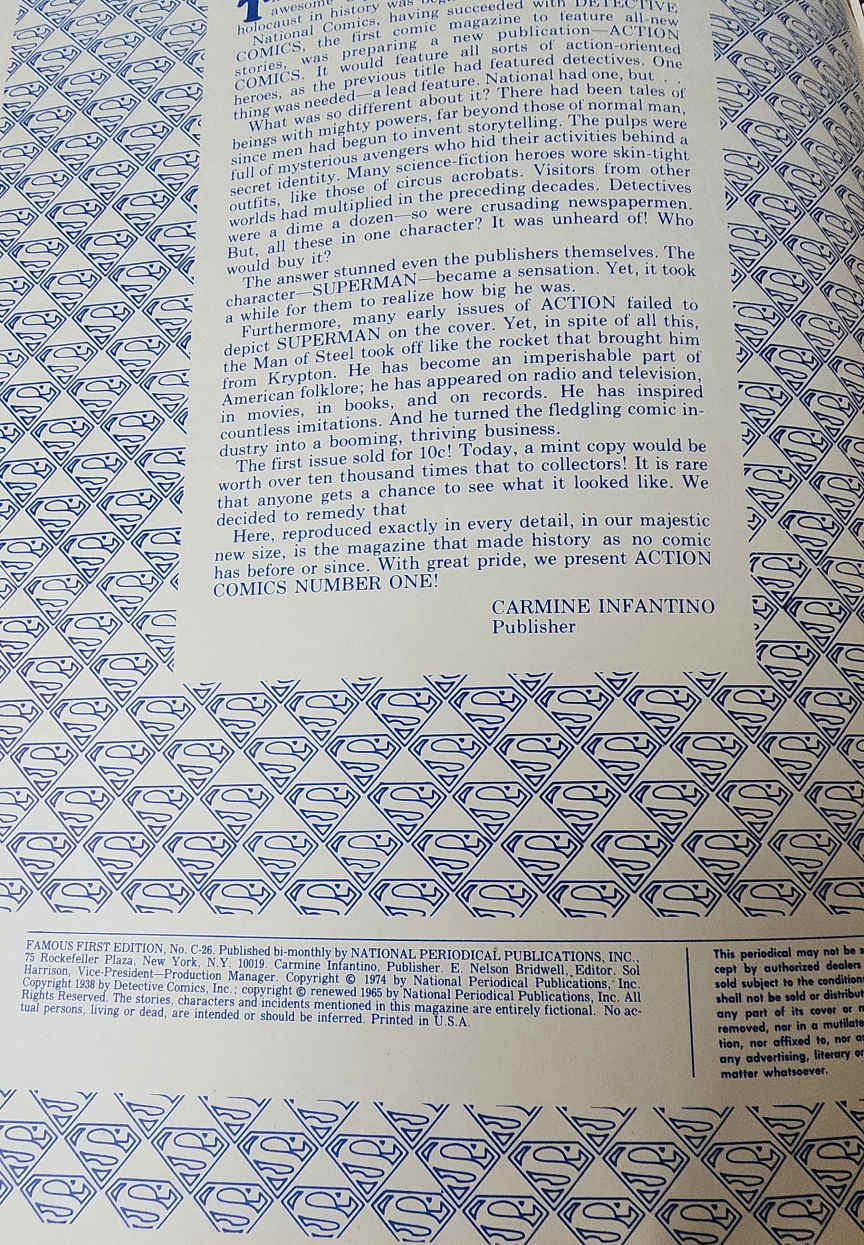 awesome
holocaust in history was
National Comics, having succeeded with DETECTIVE
COMICS, the first comic magazine to feature all-new
stories, was preparing a new publication—ACTION
COMICS. It would feature all sorts of action-oriented
heroes, as the previous title had featured detectives. One
thing was needed—a lead feature. National had one, but . .
What was so different about it? There had been tales of
beings with mighty powers, far beyond those of normal man,
since men had begun to invent storytelling. The pulps were
full of mysterious avengers who hid their activities behind a
secret identity. Many science-fiction heroes wore skin-tight
outfits, like those of circus acrobats. Visitors from other
worlds had multiplied in the preceding decades. Detectives
were a dime a dozen—so were crusading newspapermen.
But, all these in one character? It was unheard of! Who
would buy it?
The answer stunned even the publishers themselves. The
character—SUPERMAN—became a sensation. Yet, it took
a while for them to realize how big he was.
Furthermore, many early issues of ACTION failed to
depict SUPERMAN on the cover. Yet, in spite of all this,
the Man of Steel took off like the rocket that brought him
from Krypton. He has become an imperishable part of
American folklore; he has appeared on radio and television,
in movies, in books, and on records. He has inspired
countless imitations. And he turned the fledgling comic in-
dustry into a booming, thriving business.
The first issue sold for 10c! Today, a mint copy would be
worth over ten thousand times that to collectors! It is rare
that anyone gets a chance to see what it looked like. We
decided to remedy that
Here, reproduced exactly in every detail, in our majestic
new size, is the magazine that made history as no comic
has before or since. With great pride, we present ACTION
COMICS NUMBER ONE!
CARMINE INFANTINO
Publisher
FAMOUS FIRST EDITION, No. C-26. Published bi-monthly by NATIONAL PERIODICAL PUBLICATIONS, INC.,
75 Rockefeller Plaza, New York, N.Y. 10019. Carmine Infantino, Publisher. E. Nelson Bridwell, Editor. Sol
Harrison, Vice-President—Production Manager. Copyright © 1974 by National Periodical Publications, Inc.
Copyright 1938 by Detective Comics, Inc.; copyright © renewed 1965 by National Periodical Publications, Inc. All
Rights Reserved. The stories, characters and incidents mentioned in this magazine are entirely fictional. No ac-
tual persons, living or dead, are intended or should be inferred. Printed in U.S.A.
This periodical may not be
cept by authorized dealers
sold subject to the condition
shall not be sold or distribut
any part of its cover or
removed, nor in a mutilate
tion, nor affixed to, nor
any advertising, literary or
matter whatsoever.